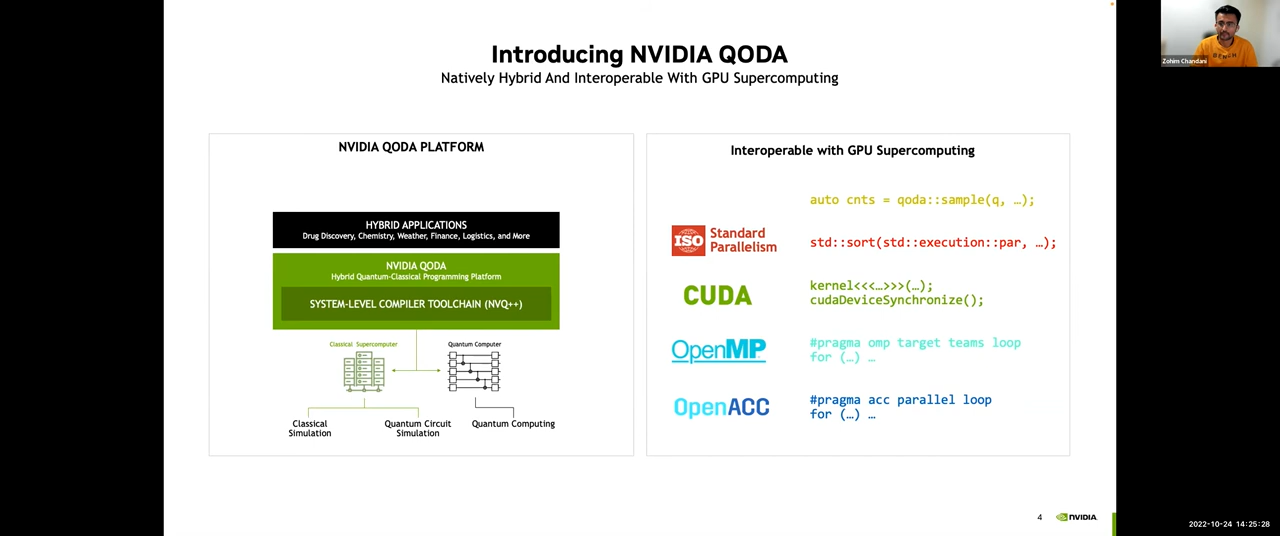 Introducing NVIDIA QODA
Natively Hybrid And Interoperable With GPU Supercomputing
NVIDIA QODA PLATFORM
HYBRID APPLICATIONS
Drug Discovery, Chemistry, Weather, Finance, Logistics, and More
NVIDIA QODA
Hybrid Quantum-Classical Programming Platform
SYSTEM-LEVEL COMPILER TOOLCHAIN (NVQ++)
Classical Supercomputer
Quantum Computer
Classical
Simulation
Quantum Circuit
Simulation
Quantum Computing
Interoperable with GPU Supercomputing
auto cnts = qoda::sample(q, …);
ISO
Standard
Parallelism
std::sort(std::execution::par, …);
CUDA
kernel<<<…>>>(…);
cudaDeviceSynchronize();
OpenMP
#pragma omp target teams loop
for (…) …
OpenACC
#pragma acc parallel loop
for (…) …
4
NVIDIA.
BENCH
Zohim Chandani
2022-10-24 14:25:28